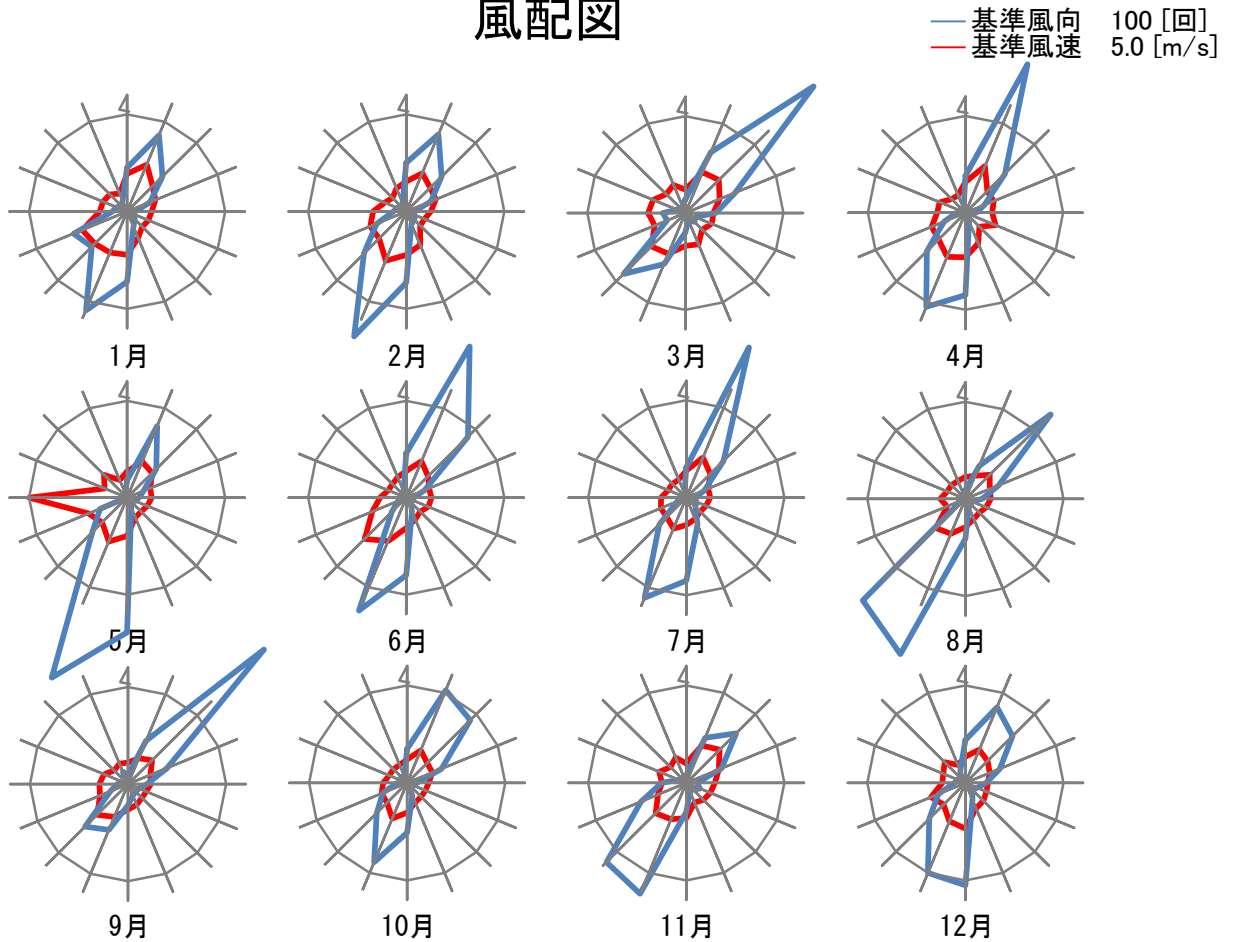 風配図
基準風向 100 [回]
基準風速 5.0 [m/s]
1月
2月
3月
4月
5月
6月
7月
8月
9月
10月
11月
12月